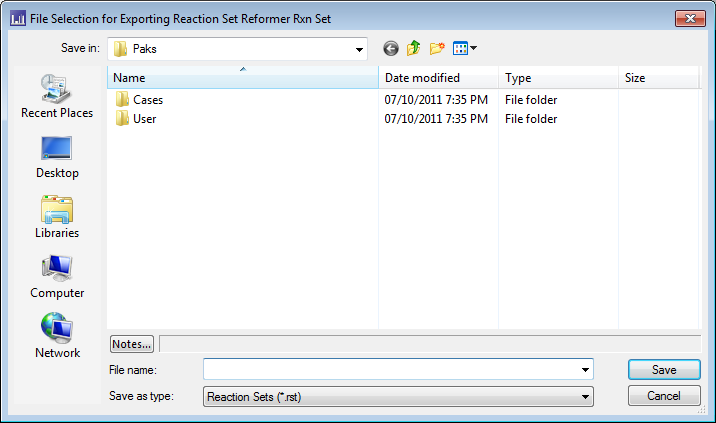 File Selection for Exporting Reaction Set Reformer Rxn Set
Save in: Paks
Name Date modified Type Size
Cases 07/10/2011 7:35 PM File folder
User 07/10/2011 7:35 PM File folder
Recent Places
Desktop
Libraries
Computer
Network
Notes...
File name: Save
Save as type: Reaction Sets (*.rst) Cancel